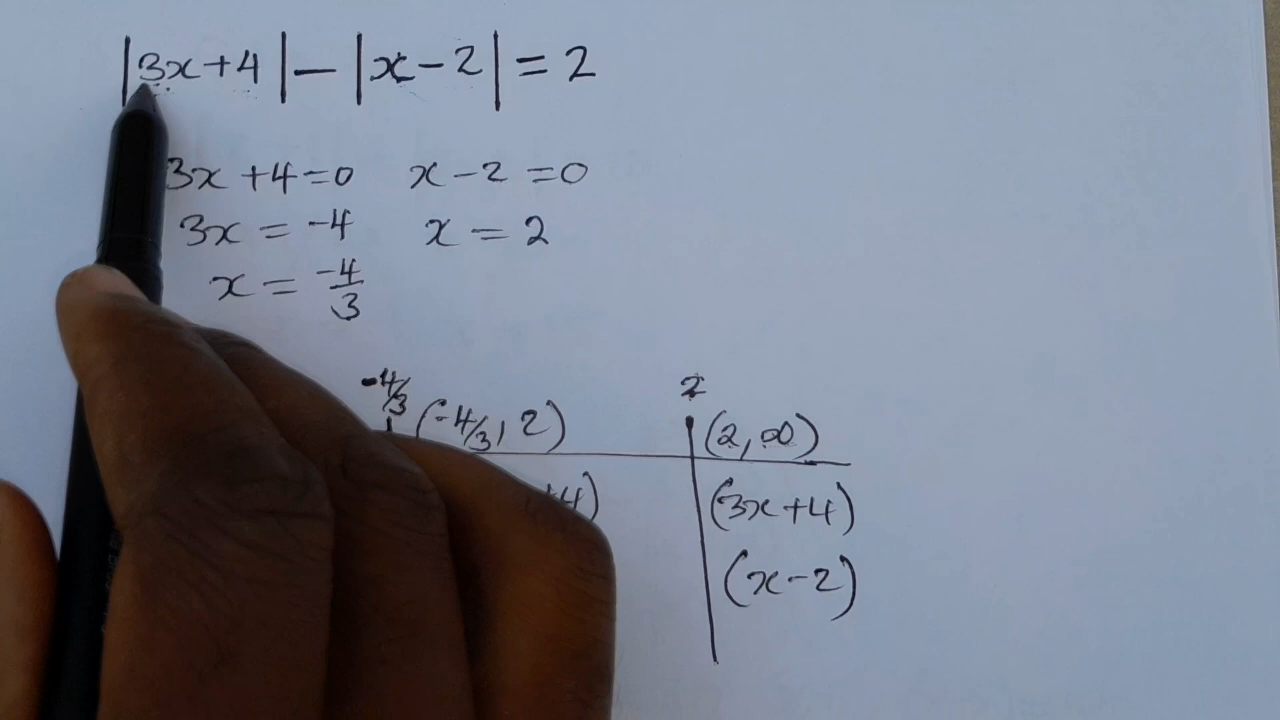 |3x+4| − |x−2| = 2
3x+4=0 x−2=0
3x = -4 x = 2
x = -4/3
-4/3 (-4/3, 2) 2 (2, ∞)
+4) (3x+4)
(x−2)